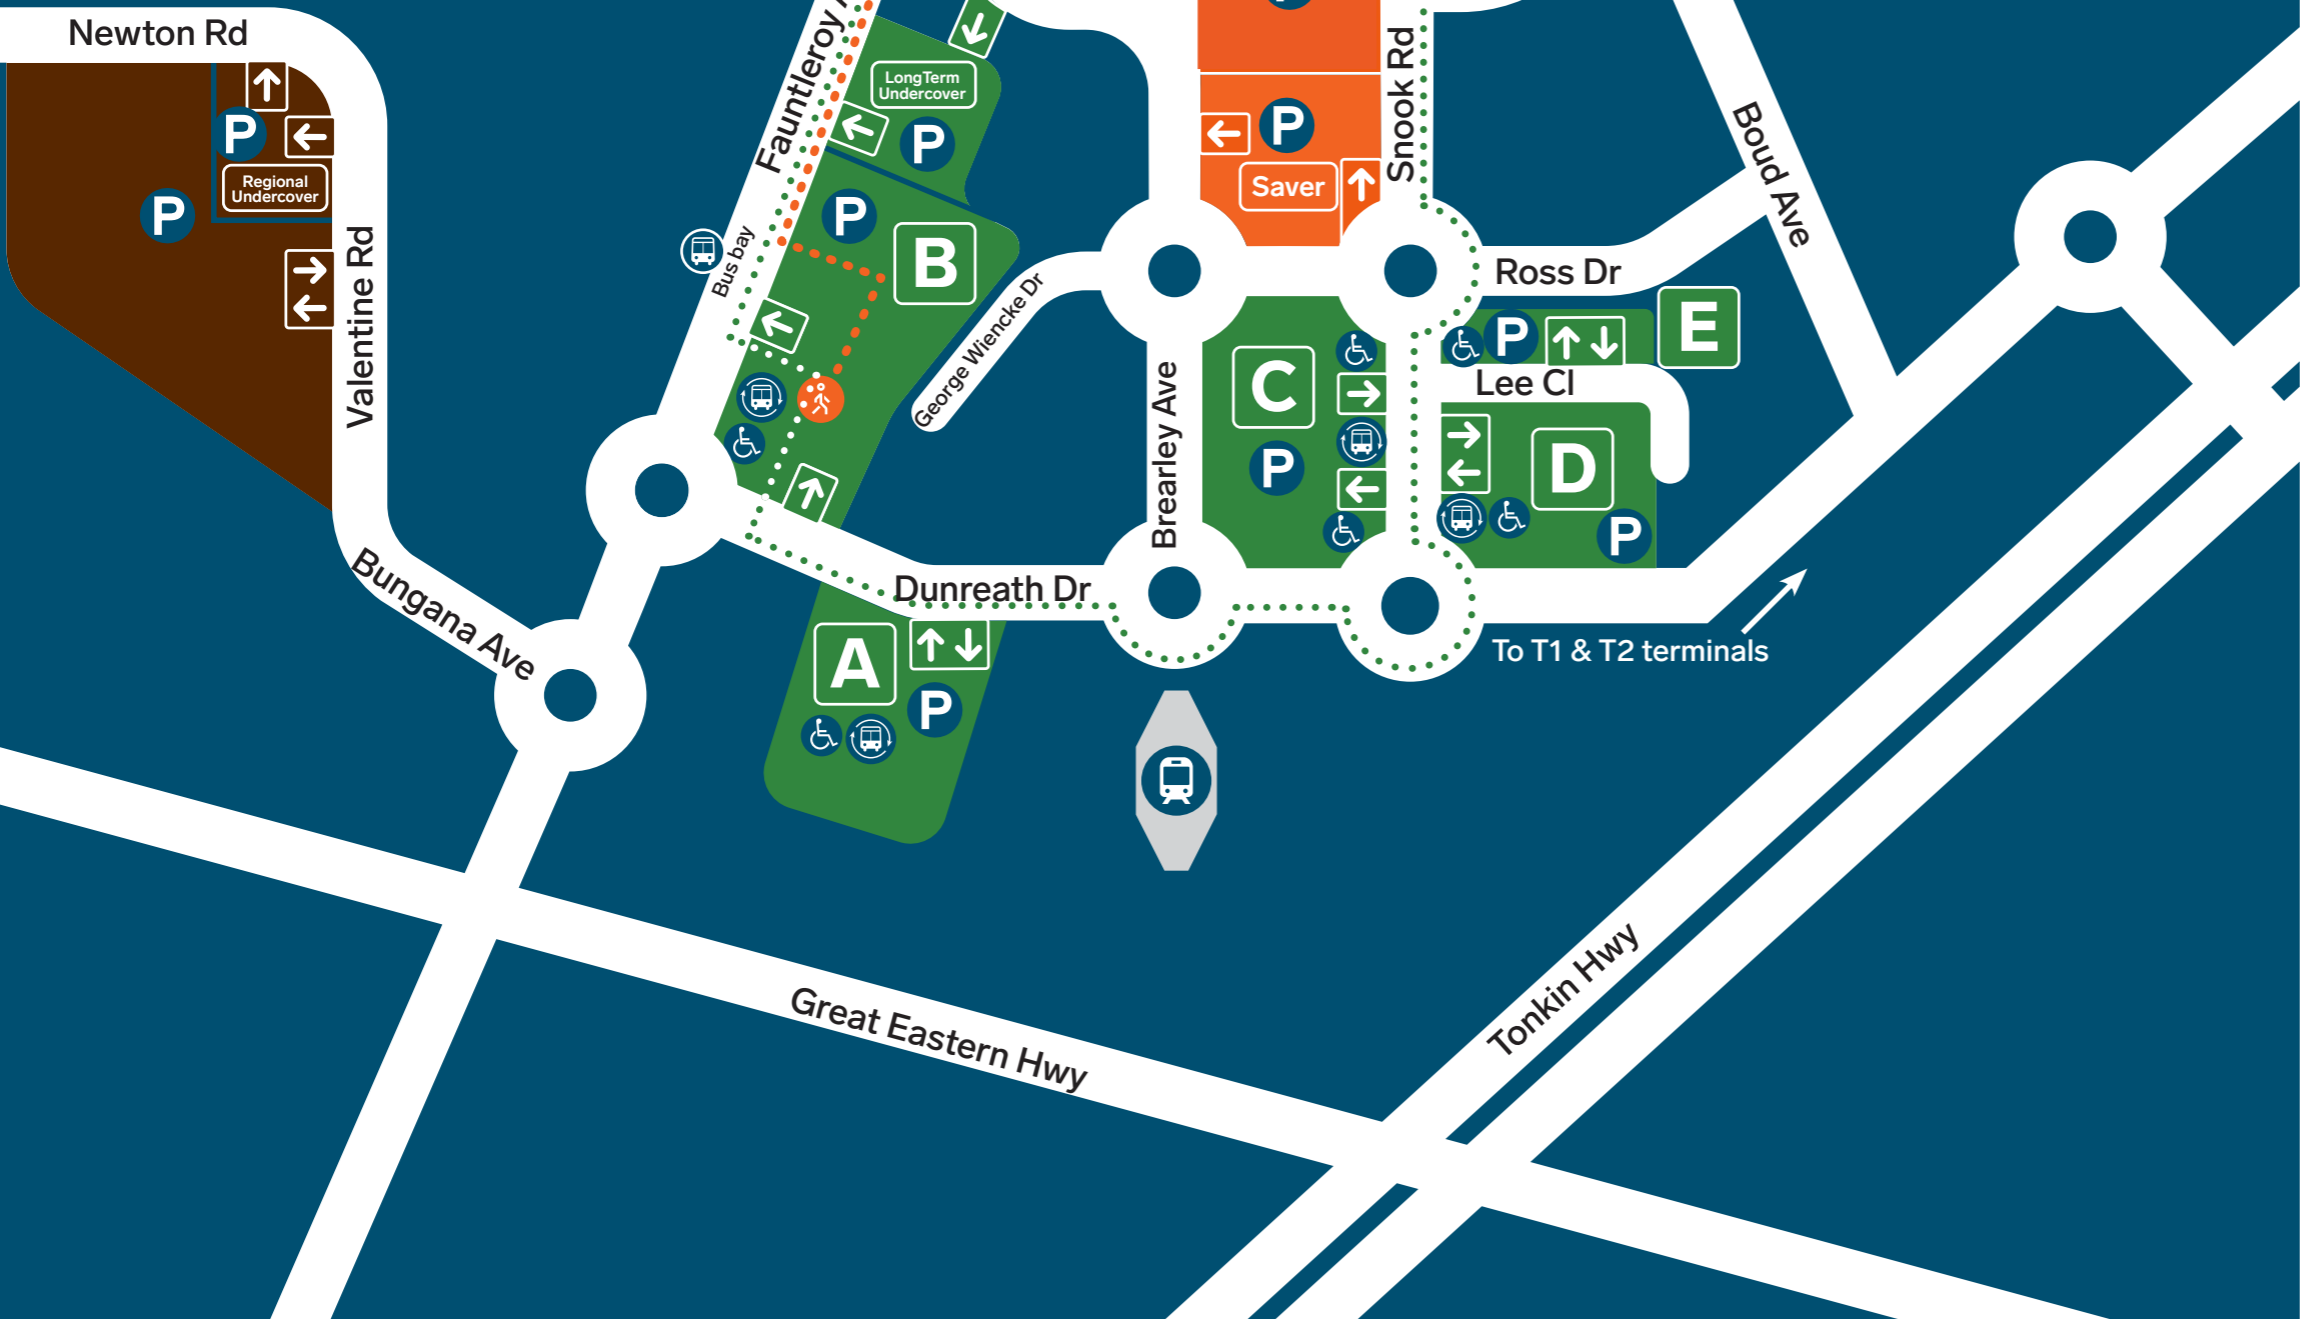 Newton Rd
P
Regional
Undercover
P
Valentine Rd
Bungana Ave
Fauntleroy
LongTerm
Undercover
P
P
B
Bus bay
George Wiencke Dr
Saver
P
Snook Rd
Boud Ave
Ross Dr
P
E
Lee Cl
C
P
Brearley Ave
D
P
Dunreath Dr
A
P
To T1 & T2 terminals
Great Eastern Hwy
Tonkin Hwy